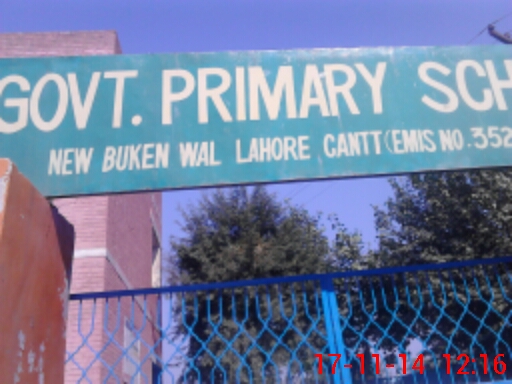 GOVT. PRIMARY SCH
NEW BUKEN WAL LAHORE CANTT (EMIS NO. 352
17-11-14 12:16